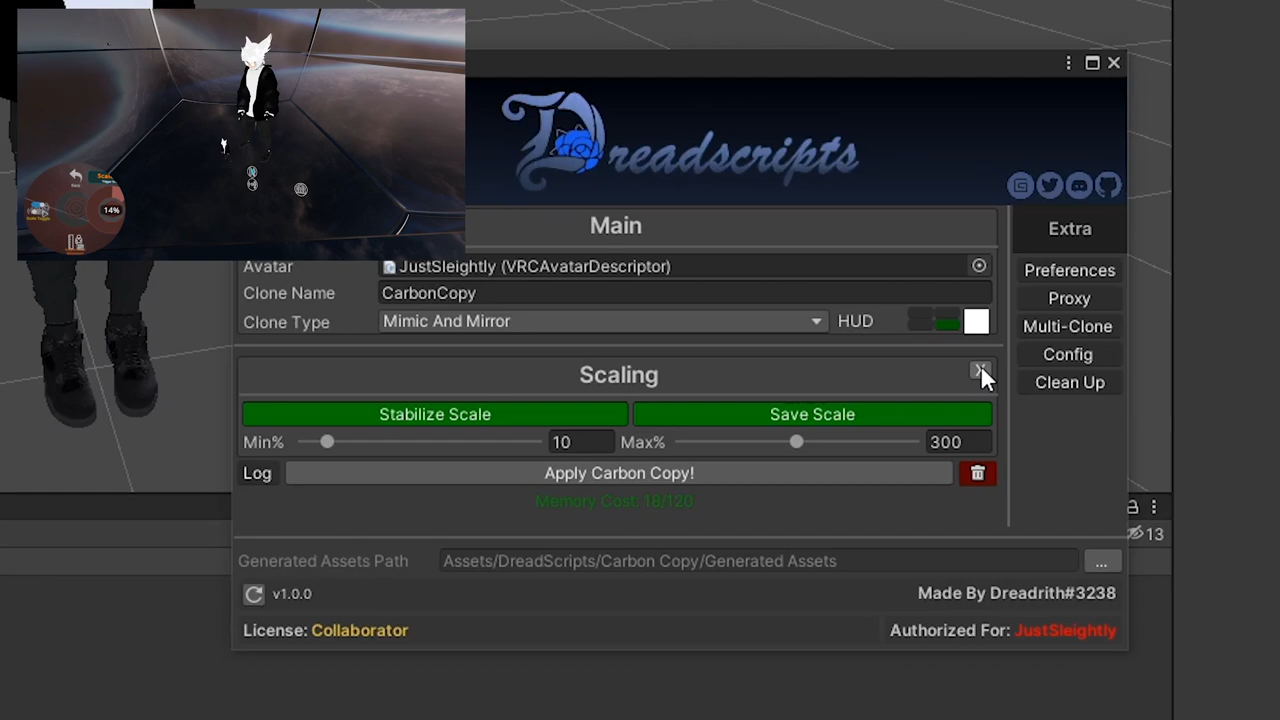 Dreadscripts
14%
Main
Extra
Avatar JustSleightly (VRCAvatarDescriptor)
Preferences
Clone Name CarbonCopy
Proxy
Clone Type Mimic And Mirror HUD
Multi-Clone
Config
Scaling X
Clean Up
Stabilize Scale Save Scale
Min% 10 Max% 300
Log Apply Carbon Copy!
Memory Cost: 18/120
13
Generated Assets Path Assets/DreadScripts/Carbon Copy/Generated Assets ...
v1.0.0 Made By Dreadrith#3238
License: Collaborator Authorized For: JustSleightly